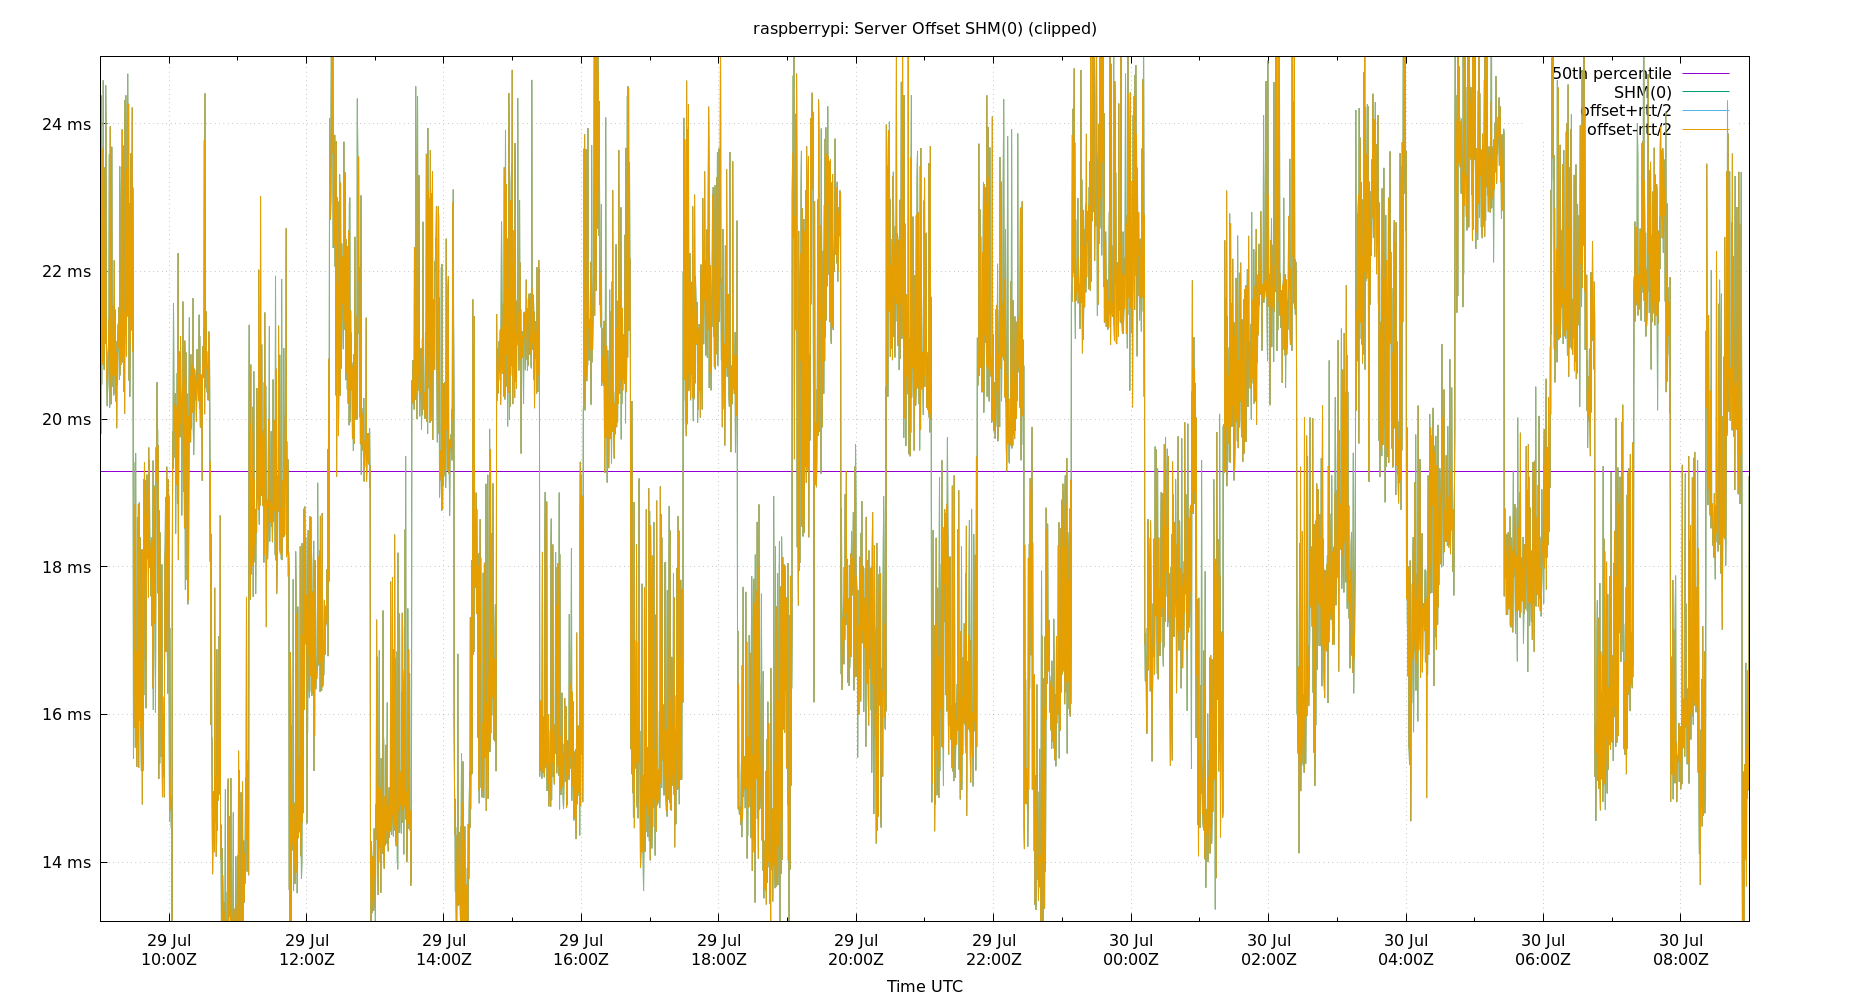 raspberrypi: Server Offset SHM(0) (clipped)
50th percentile
SHM(0)
offset+rtt/2
offset-rtt/2
24 ms
22 ms
20 ms
18 ms
16 ms
14 ms
29 Jul 29 Jul 29 Jul 29 Jul 29 Jul 29 Jul 29 Jul 30 Jul 30 Jul 30 Jul 30 Jul 30 Jul
10:00Z 12:00Z 14:00Z 16:00Z 18:00Z 20:00Z 22:00Z 00:00Z 02:00Z 04:00Z 06:00Z 08:00Z
Time UTC